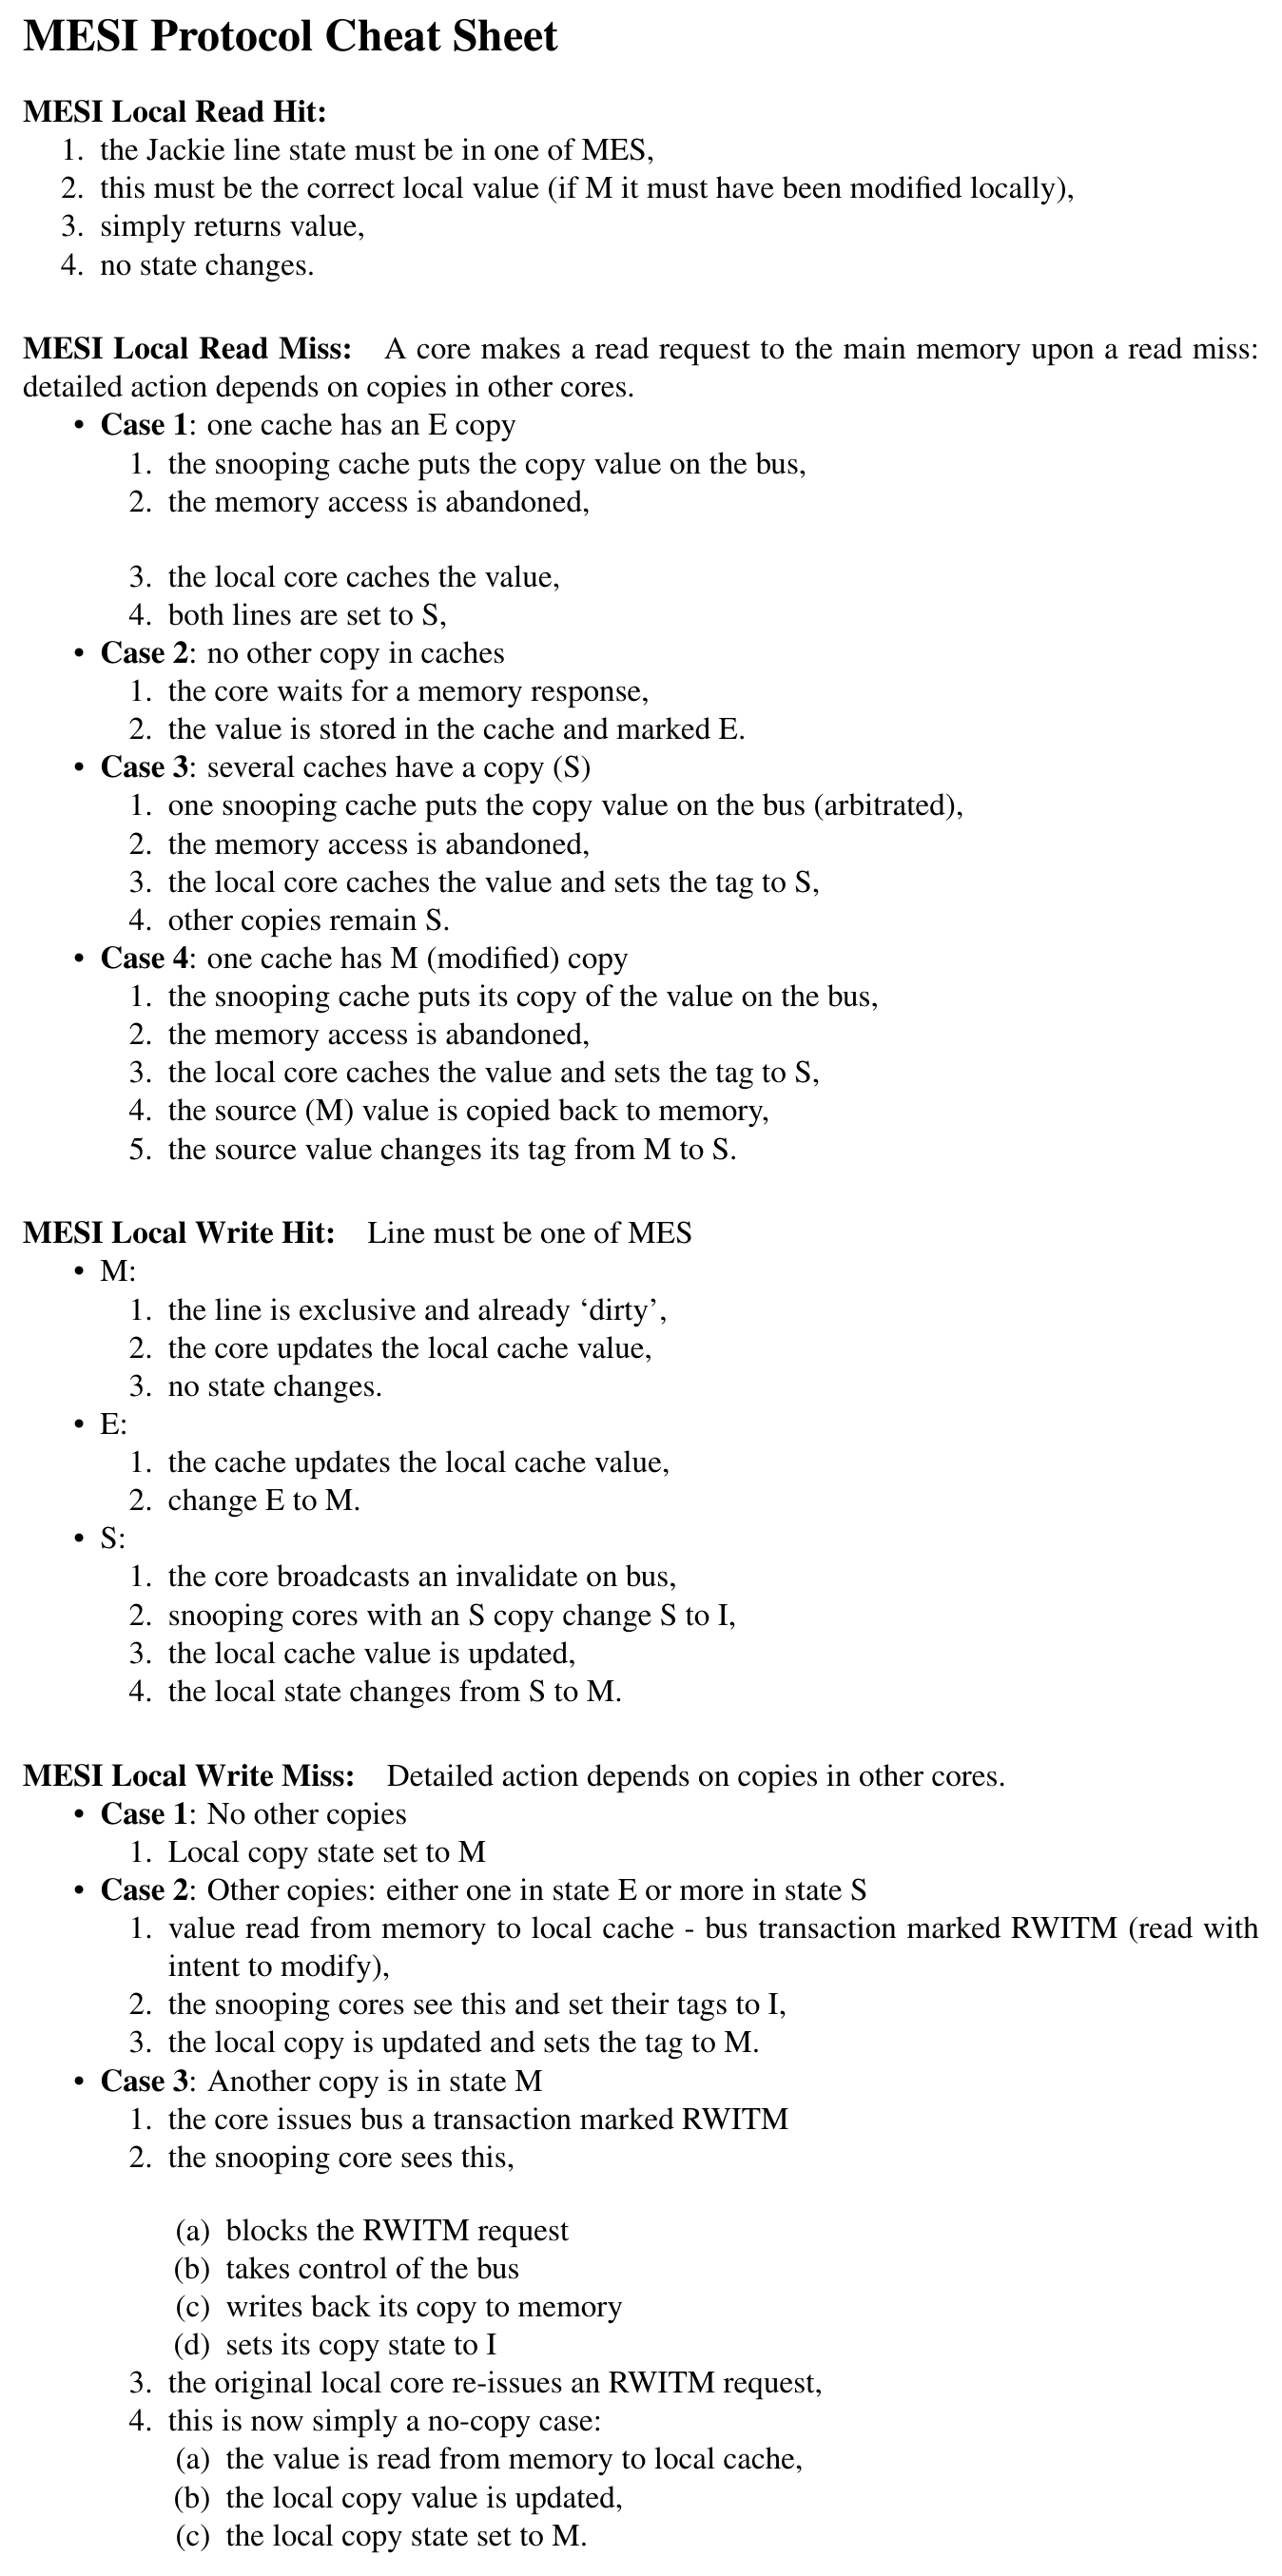 MESI Protocol Cheat Sheet
MESI Local Read Hit:
1. the Jackie line state must be in one of MES,
2. this must be the correct local value (if M it must have been modified locally),
3. simply returns value,
4. no state changes.
MESI Local Read Miss: A core makes a read request to the main memory upon a read miss:
detailed action depends on copies in other cores.
• Case 1: one cache has an E copy
1. the snooping cache puts the copy value on the bus,
2. the memory access is abandoned,
3. the local core caches the value,
4. both lines are set to S,
• Case 2: no other copy in caches
1. the core waits for a memory response,
2. the value is stored in the cache and marked E.
• Case 3: several caches have a copy (S)
1. one snooping cache puts the copy value on the bus (arbitrated),
2. the memory access is abandoned,
3. the local core caches the value and sets the tag to S,
4. other copies remain S.
• Case 4: one cache has M (modified) copy
1. the snooping cache puts its copy of the value on the bus,
2. the memory access is abandoned,
3. the local core caches the value and sets the tag to S,
4. the source (M) value is copied back to memory,
5. the source value changes its tag from M to S.
MESI Local Write Hit: Line must be one of MES
• M:
1. the line is exclusive and already ‘dirty’,
2. the core updates the local cache value,
3. no state changes.
• E:
1. the cache updates the local cache value,
2. change E to M.
• S:
1. the core broadcasts an invalidate on bus,
2. snooping cores with an S copy change S to I,
3. the local cache value is updated,
4. the local state changes from S to M.
MESI Local Write Miss: Detailed action depends on copies in other cores.
• Case 1: No other copies
1. Local copy state set to M
• Case 2: Other copies: either one in state E or more in state S
1. value read from memory to local cache - bus transaction marked RWITM (read with
intent to modify),
2. the snooping cores see this and set their tags to I,
3. the local copy is updated and sets the tag to M.
• Case 3: Another copy is in state M
1. the core issues bus a transaction marked RWITM
2. the snooping core sees this,
(a) blocks the RWITM request
(b) takes control of the bus
(c) writes back its copy to memory
(d) sets its copy state to I
3. the original local core re-issues an RWITM request,
4. this is now simply a no-copy case:
(a) the value is read from memory to local cache,
(b) the local copy value is updated,
(c) the local copy state set to M.